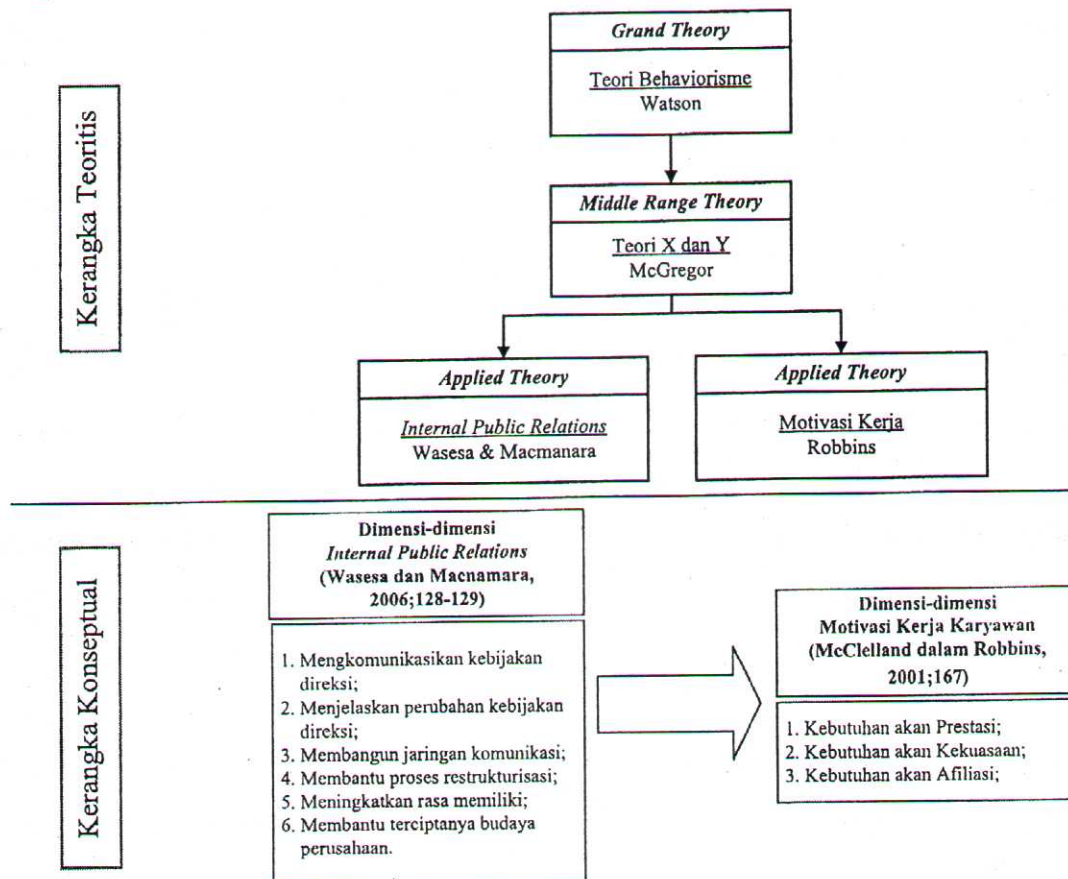 Kerangka Teoritis
Grand Theory
Teori Behaviorisme
Watson
Middle Range Theory
Teori X dan Y
McGregor
Applied Theory
Internal Public Relations
Wasesa & Macmanara
Applied Theory
Motivasi Kerja
Robbins
Kerangka Konseptual
Dimensi-dimensi
Internal Public Relations
(Wasesa dan Macnamara,
2006;128-129)
1. Mengkomunikasikan kebijakan
direksi;
2. Menjelaskan perubahan kebijakan
direksi;
3. Membangun jaringan komunikasi;
4. Membantu proses restrukturisasi;
5. Meningkatkan rasa memiliki;
6. Membantu terciptanya budaya
perusahaan.
Dimensi-dimensi
Motivasi Kerja Karyawan
(McClelland dalam Robbins,
2001;167)
1. Kebutuhan akan Prestasi;
2. Kebutuhan akan Kekuasaan;
3. Kebutuhan akan Afiliasi;